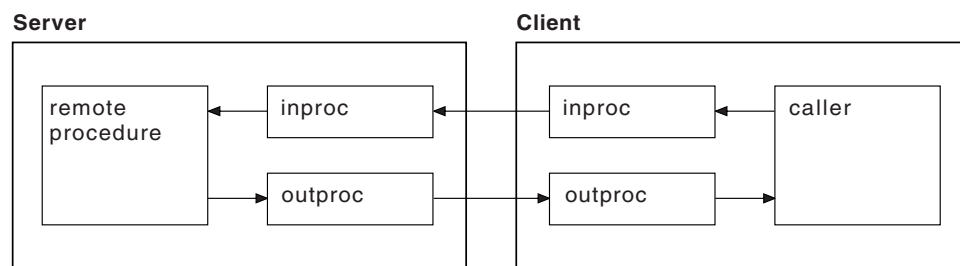 Server
Client
remote
procedure
inproc
inproc
caller
outproc
outproc